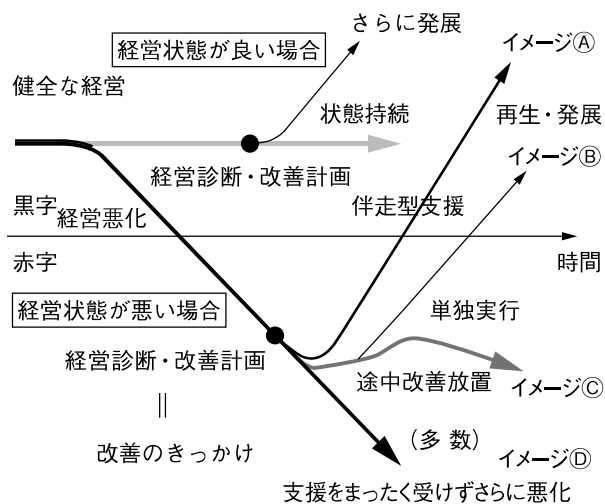 さらに発展
経営状態が良い場合
イメージⒶ
健全な経営
状態持続
再生・発展
イメージⒷ
経営診断・改善計画
黒字
経営悪化
伴走型支援
赤字
時間
経営状態が悪い場合
単独実行
経営診断・改善計画
途中改善放置
イメージⒸ
||
改善のきっかけ
(多 数)
イメージⒹ
支援をまったく受けずさらに悪化